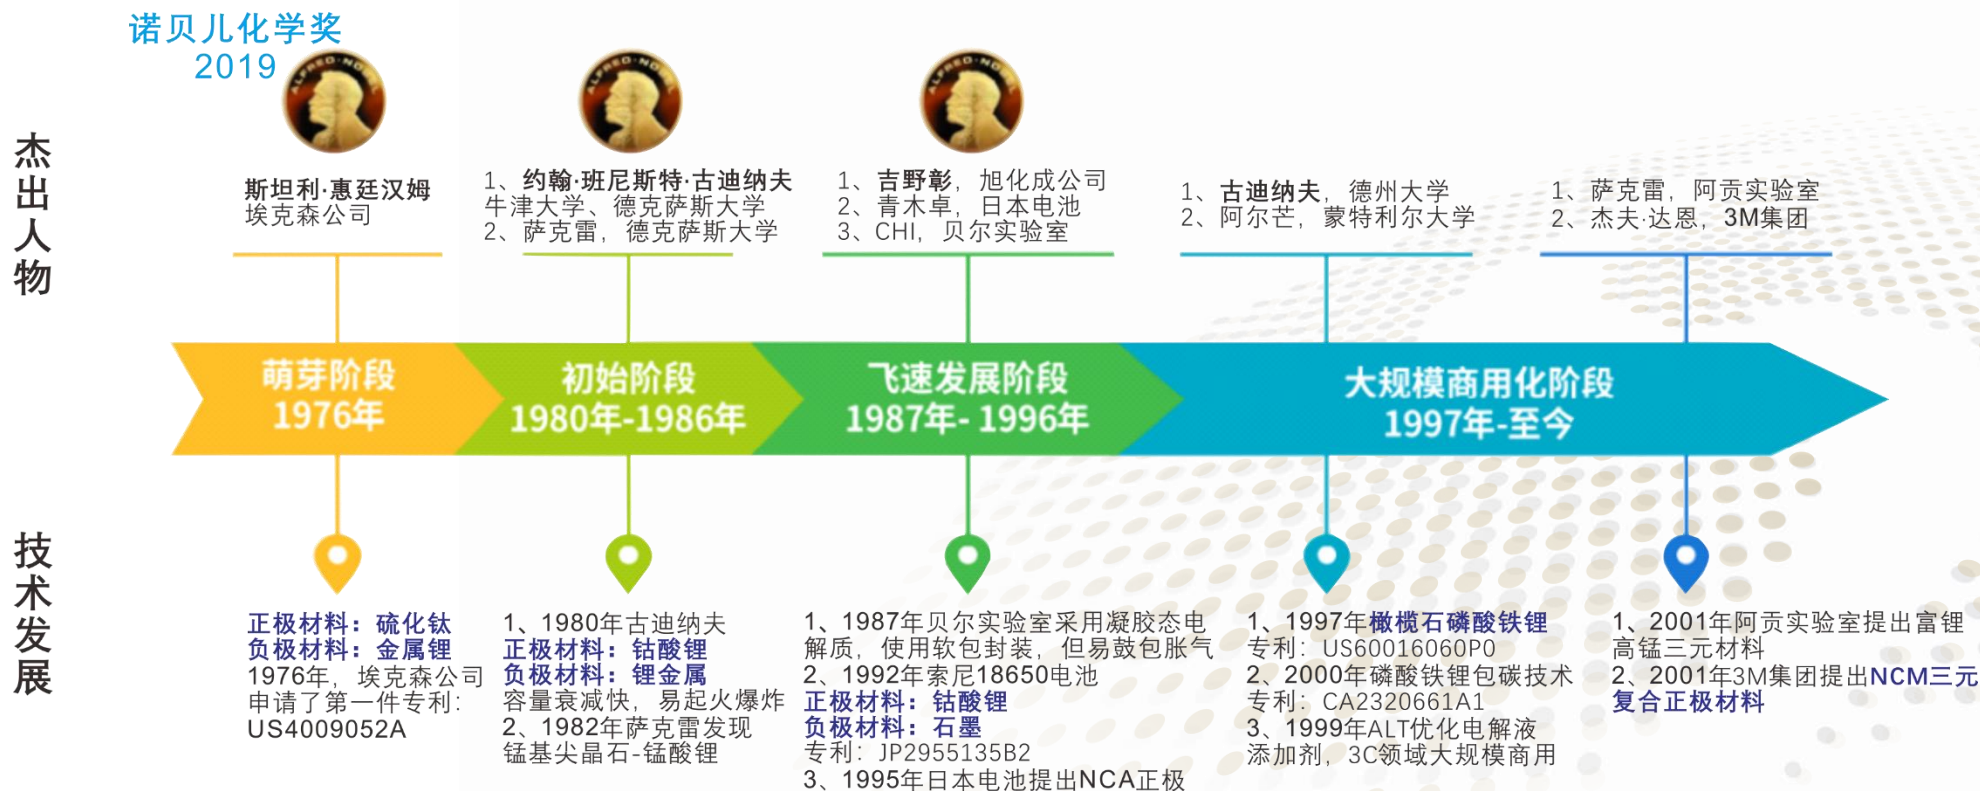 诺贝儿化学奖
2019
ALFRED·NOBEL
ALFRED·NOBEL
ALFRED·NOBEL
杰出人物
斯坦利·惠廷汉姆
埃克森公司
1、约翰·班尼斯特·古迪纳夫
牛津大学、德克萨斯大学
2、萨克雷，德克萨斯大学
1、吉野彰，旭化成公司
2、青木卓，日本电池
3、CHI，贝尔实验室
1、古迪纳夫，德州大学
2、阿尔芒，蒙特利尔大学
1、萨克雷，阿贡实验室
2、杰夫·达恩，3M集团
萌芽阶段
1976年
初始阶段
1980年-1986年
飞速发展阶段
1987年- 1996年
大规模商用化阶段
1997年-至今
技术发展
正极材料：硫化钛
负极材料：金属锂
1976年，埃克森公司
申请了第一件专利：
US4009052A
1、1980年古迪纳夫
正极材料：钴酸锂
负极材料：锂金属
容量衰减快，易起火爆炸
2、1982年萨克雷发现
锰基尖晶石-锰酸锂
1、1987年贝尔实验室采用凝胶态电
解质，使用软包封装，但易鼓包胀气
2、1992年索尼18650电池
正极材料：钴酸锂
负极材料：石墨
专利：JP2955135B2
3、1995年日本电池提出NCA正极
1、1997年橄榄石磷酸铁锂
专利：US60016060P0
2、2000年磷酸铁锂包碳技术
专利：CA2320661A1
3、1999年ALT优化电解液
添加剂，3C领域大规模商用
1、2001年阿贡实验室提出富锂
高锰三元材料
2、2001年3M集团提出NCM三元
复合正极材料